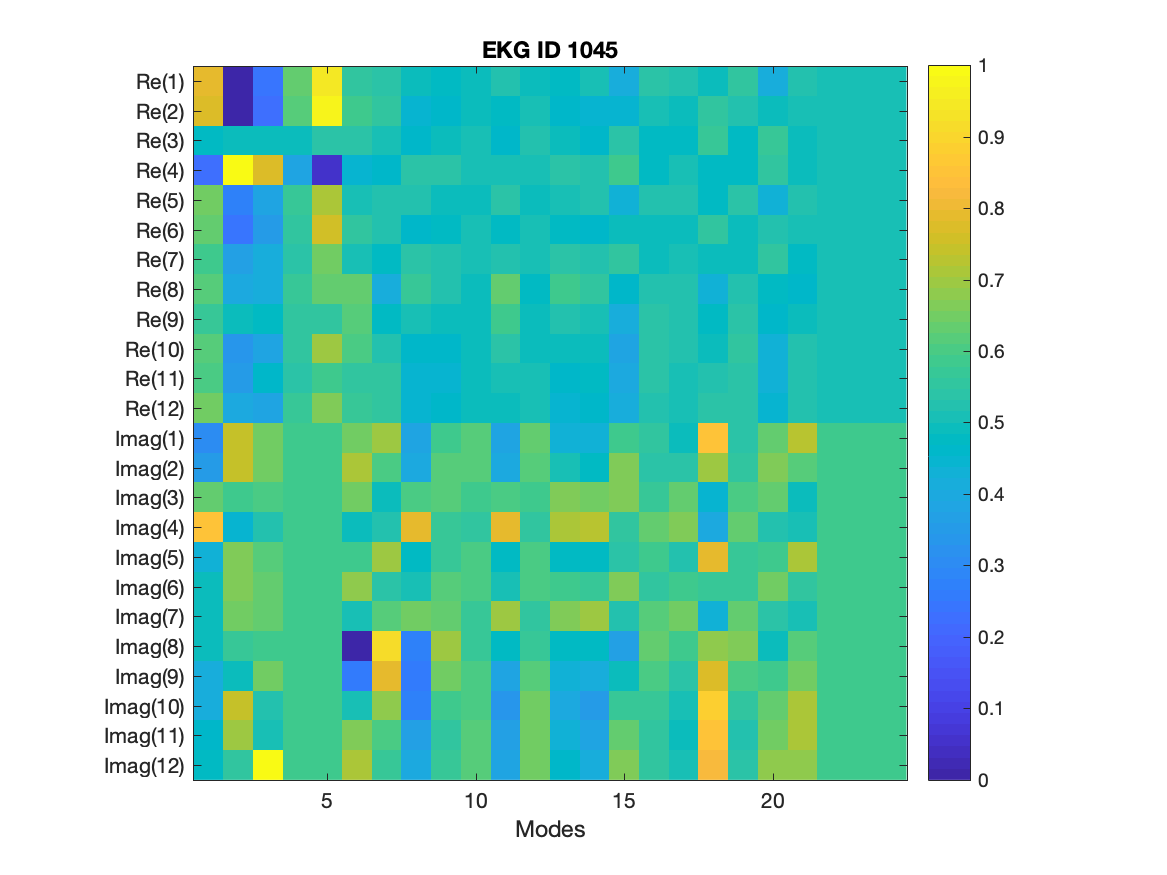 EKG ID 1045
Re(1)
Re(2)
Re(3)
Re(4)
Re(5)
Re(6)
Re(7)
Re(8)
Re(9)
Re(10)
Re(11)
Re(12)
Imag(1)
Imag(2)
Imag(3)
Imag(4)
Imag(5)
Imag(6)
Imag(7)
Imag(8)
Imag(9)
Imag(10)
Imag(11)
Imag(12)
5 10 15 20
Modes
1
0.9
0.8
0.7
0.6
0.5
0.4
0.3
0.2
0.1
0